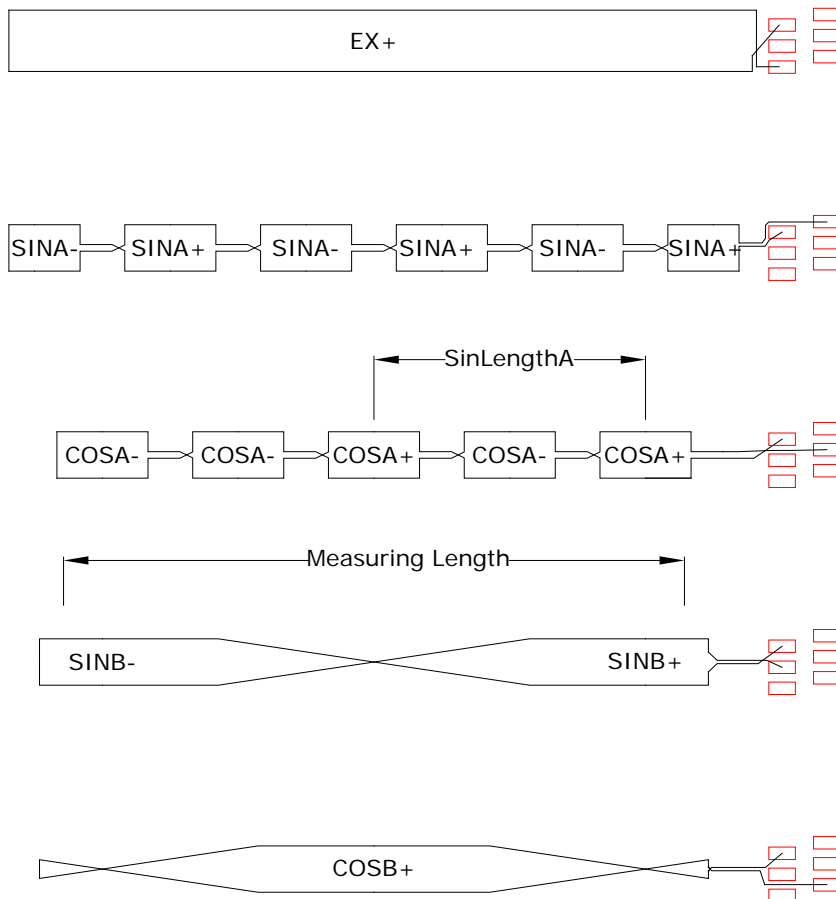 EX+
SINA- SINA+ SINA- SINA+ SINA- SINA+
SinLengthA
COSA- COSA- COSA+ COSA- COSA+
Measuring Length
SINB- SINB+
COSB+